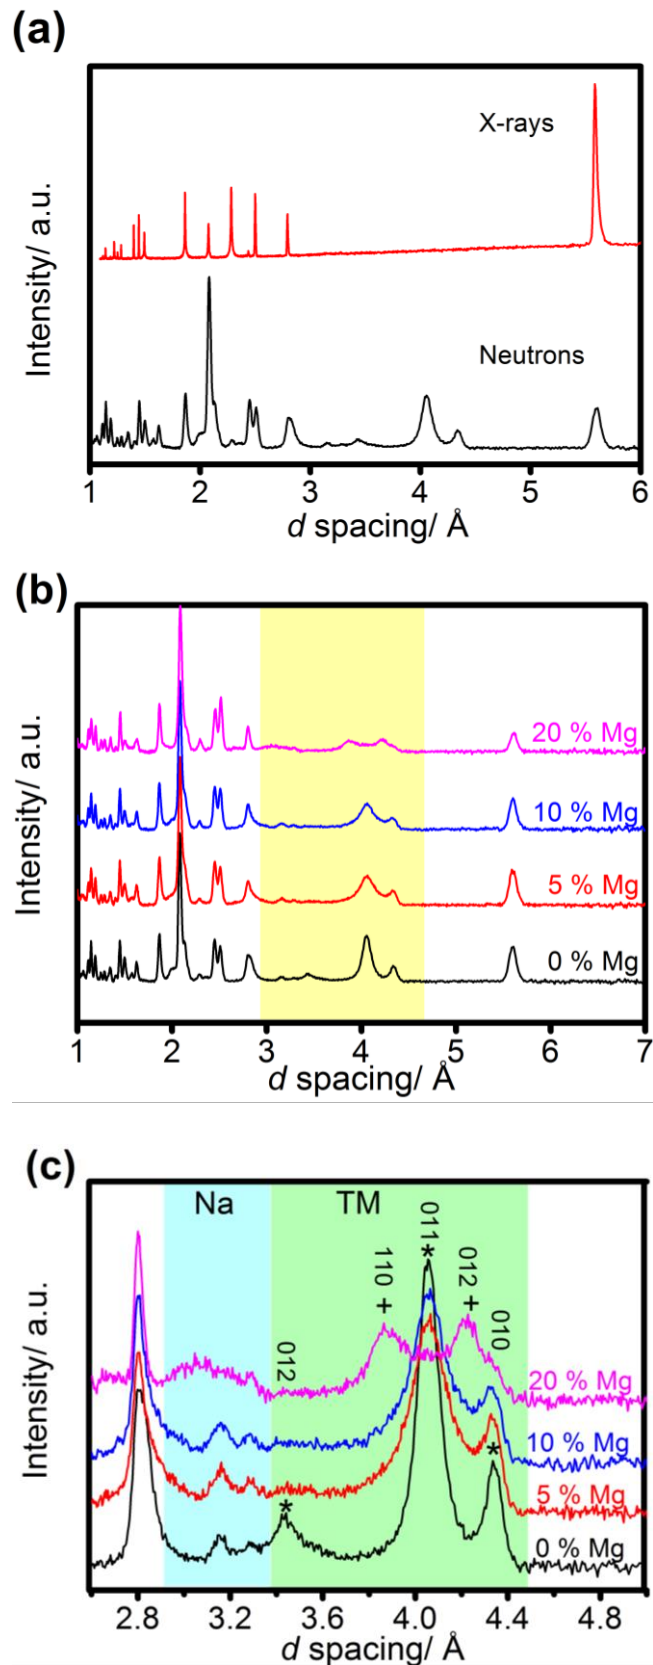 (a)
X-rays
Neutrons
Intensity/ a.u.
1 2 3 4 5 6
d spacing/ Å
(b)
20 % Mg
10 % Mg
5 % Mg
0 % Mg
Intensity/ a.u.
1 2 3 4 5 6 7
d spacing/ Å
(c)
Na TM
011
*
110 +
012 +
010
012
*
*
20 % Mg
10 % Mg
5 % Mg
0 % Mg
Intensity/ a.u.
2.8 3.2 3.6 4.0 4.4 4.8
d spacing/ Å